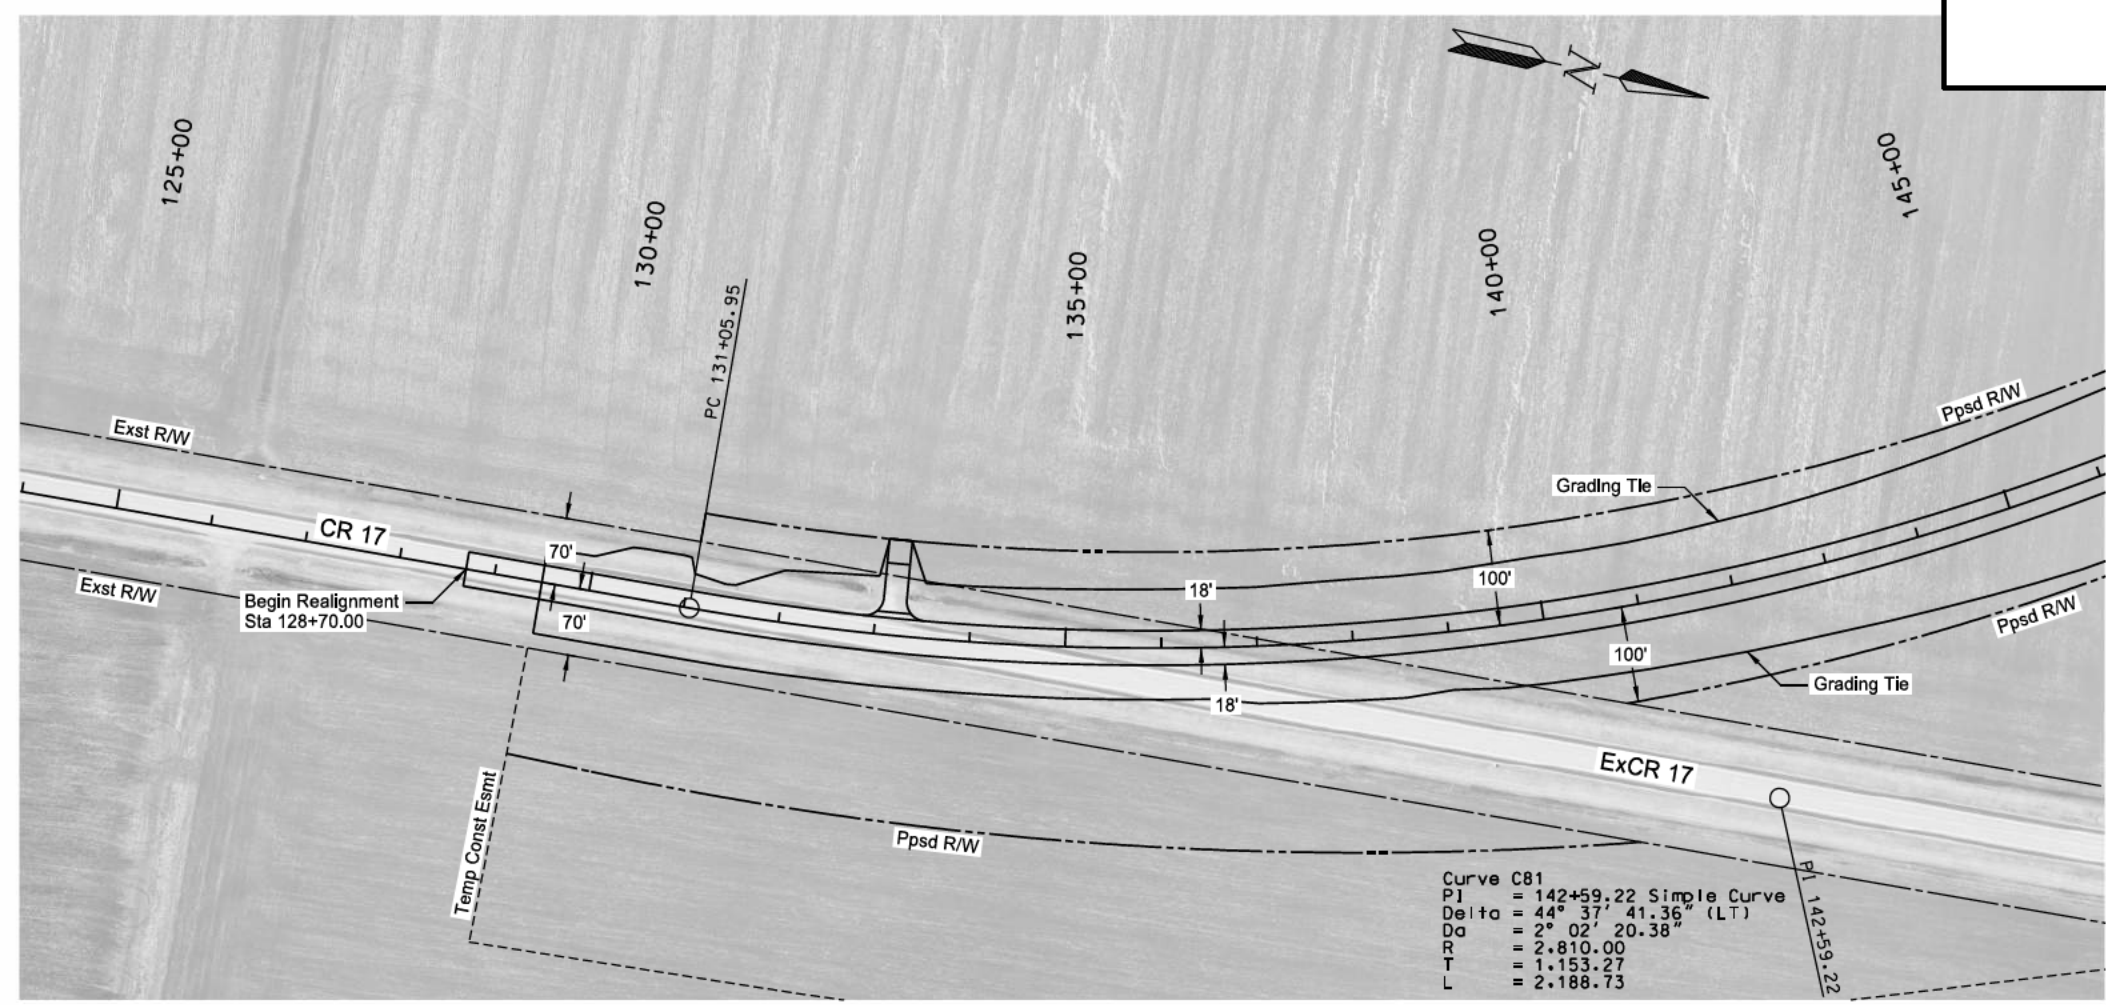 N
125+00
130+00
135+00
140+00
145+00
PC 131+05.95
Exst R/W
CR 17
Exst R/W
Begin Realignment
Sta 128+70.00
70'
70'
18'
18'
100'
100'
Grading Tie
Ppsd R/W
Ppsd R/W
Grading Tie
ExCR 17
Temp Const Esmt
Ppsd R/W
PI 142+59.22
Curve C81
PI = 142+59.22 Simple Curve
Delta = 44° 37' 41.36" (LT)
Da = 2° 02' 20.38"
R = 2,810.00
T = 1,153.27
L = 2,188.73